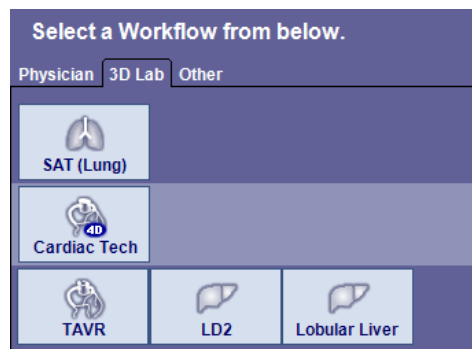 Select a Workflow from below.
Physician 3D Lab Other
SAT (Lung)
4D
Cardiac Tech
TAVR LD2 Lobular Liver